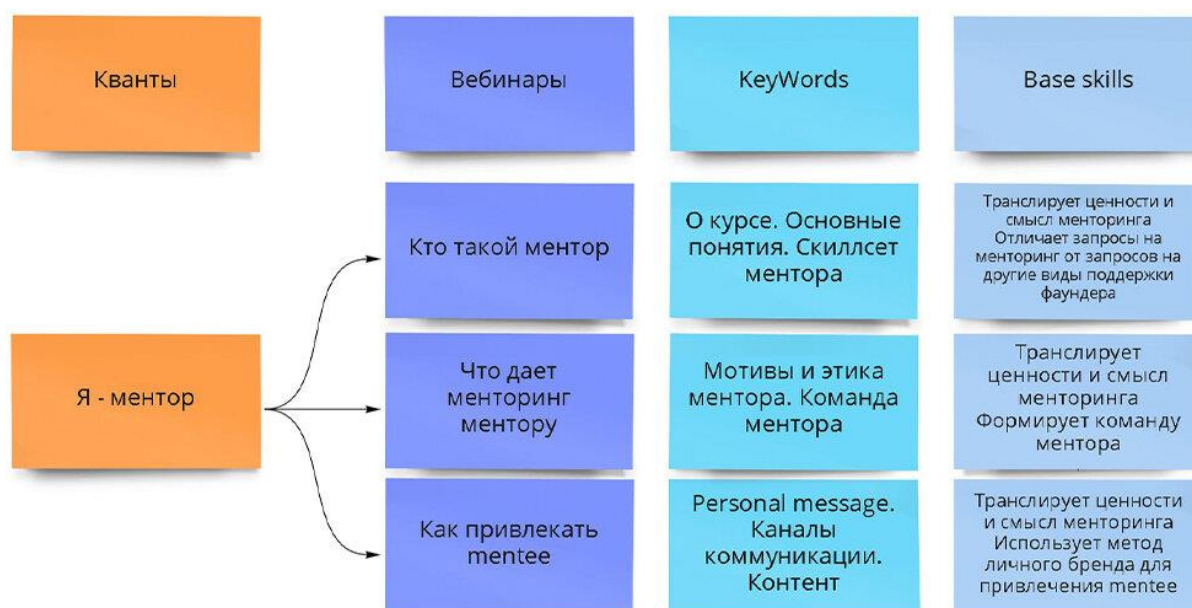 Кванты
Вебинары
KeyWords
Base skills
Кто такой ментор
О курсе. Основные
понятия. Скиллсет
ментора
Транслирует ценности и
смысл менторинга
Отличает запросы на
менторинг от запросов на
другие виды поддержки
фаундера
Я - ментор
Что дает
менторинг
ментору
Мотивы и этика
ментора. Команда
ментора
Транслирует
ценности и смысл
менторинга
Формирует команду
ментора
Как привлекать
mentee
Personal message.
Каналы
коммуникации.
Контент
Транслирует ценности
и смысл менторинга
Использует метод
личного бренда для
привлечения mentee